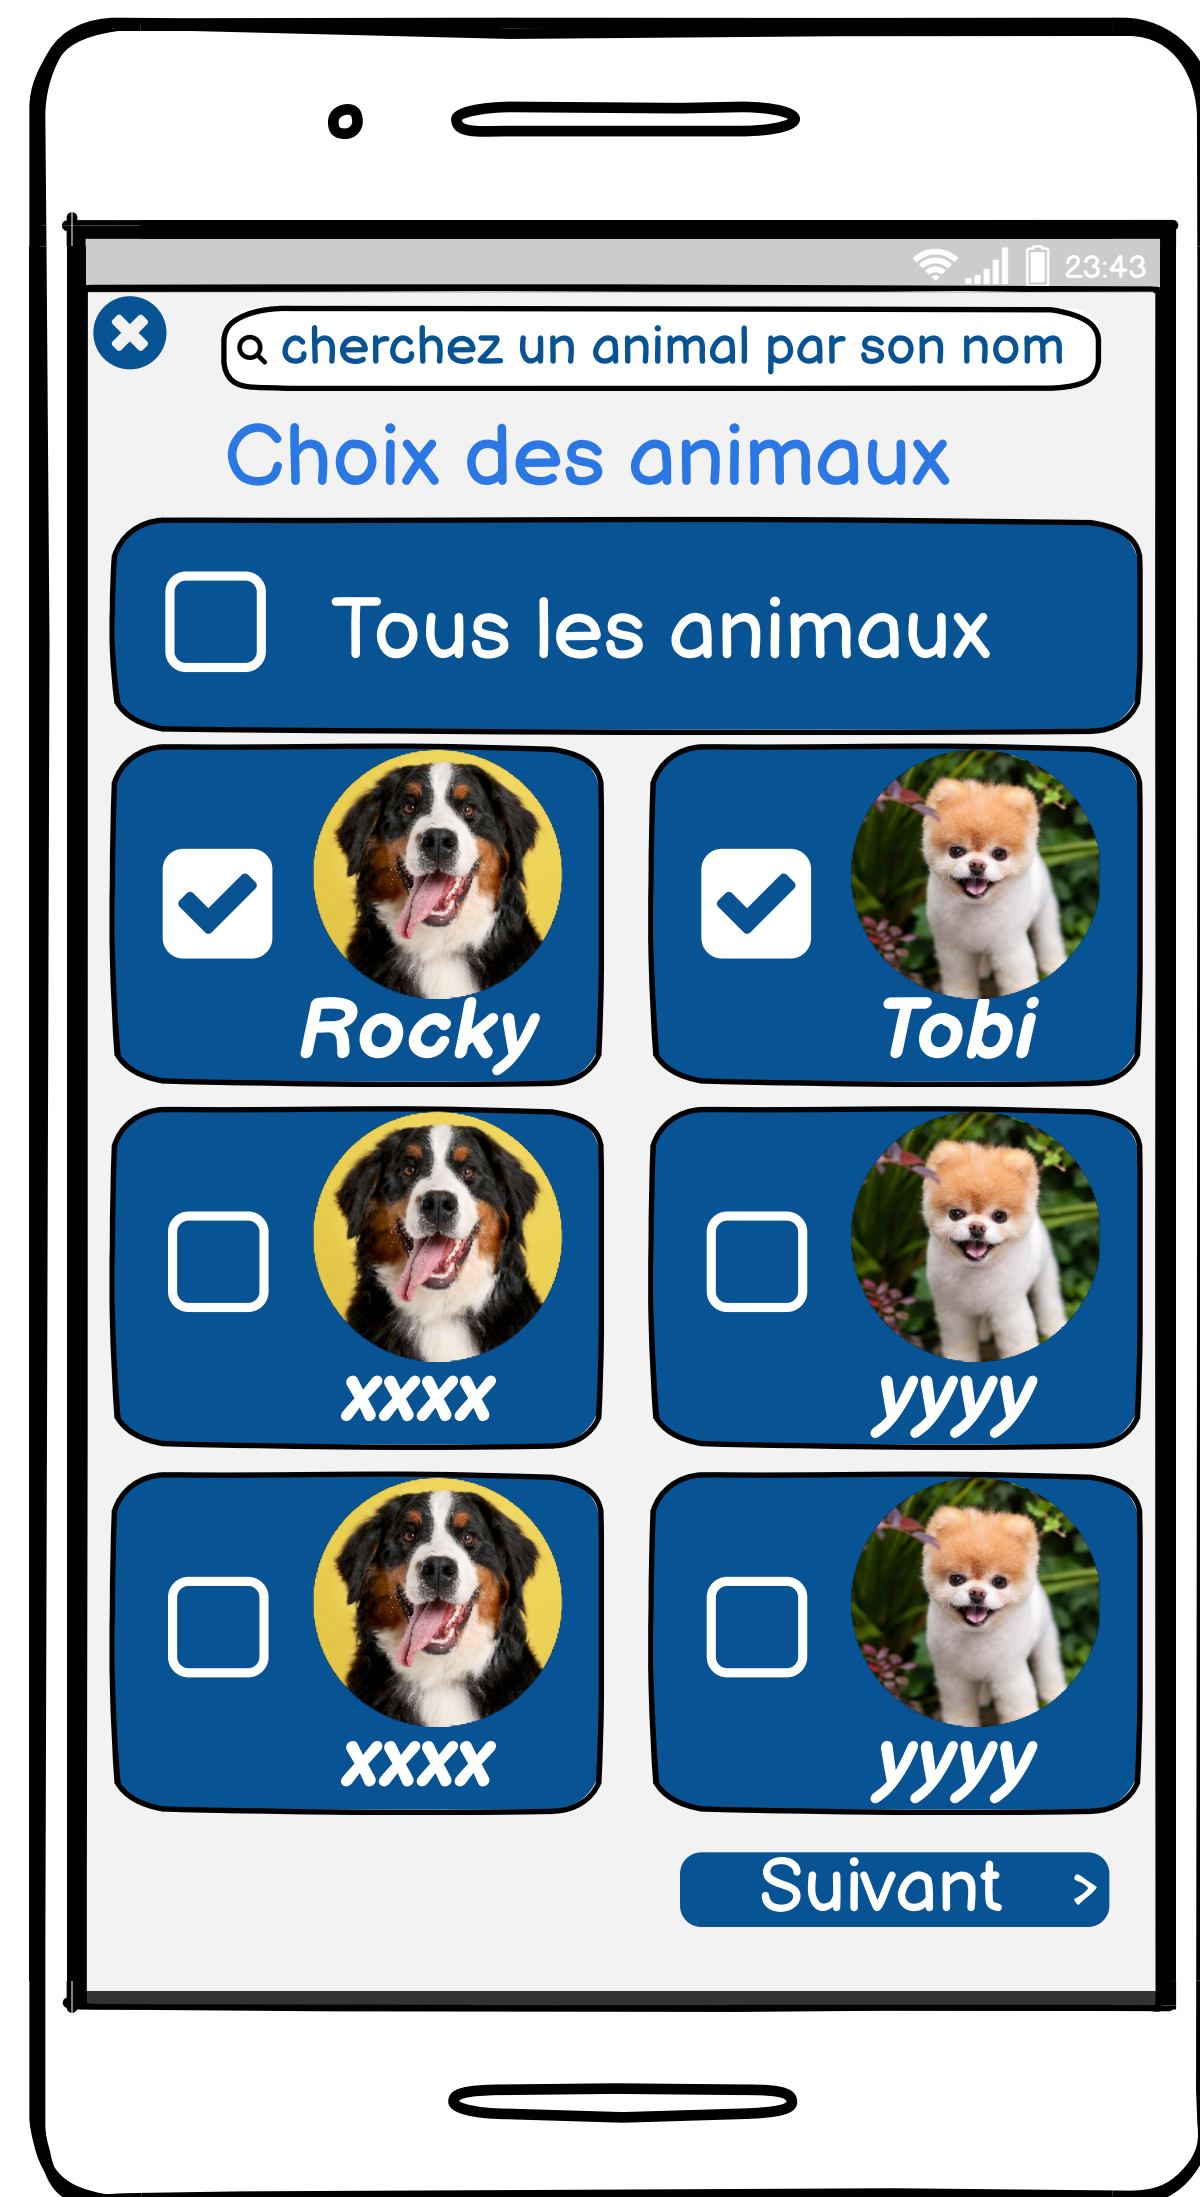 23:43
cherchez un animal par son nom
Choix des animaux
Tous les animaux
Rocky
Tobi
xxxx
yyyy
xxxx
yyyy
Suivant >